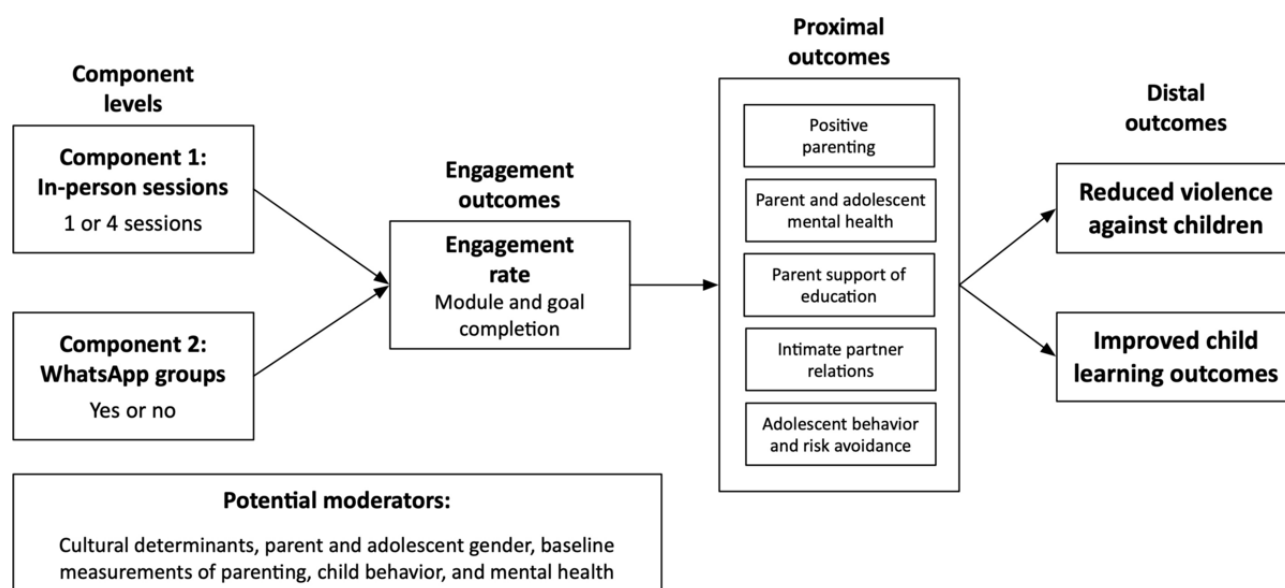 Component
levels
Component 1:
In-person sessions
1 or 4 sessions
Component 2:
WhatsApp groups
Yes or no
Engagement
outcomes
Engagement
rate
Module and goal
completion
Proximal
outcomes
Positive
parenting
Parent and adolescent
mental health
Parent support of
education
Intimate partner
relations
Adolescent behavior
and risk avoidance
Distal
outcomes
Reduced violence
against children
Improved child
learning outcomes
Potential moderators:
Cultural determinants, parent and adolescent gender, baseline
measurements of parenting, child behavior, and mental health